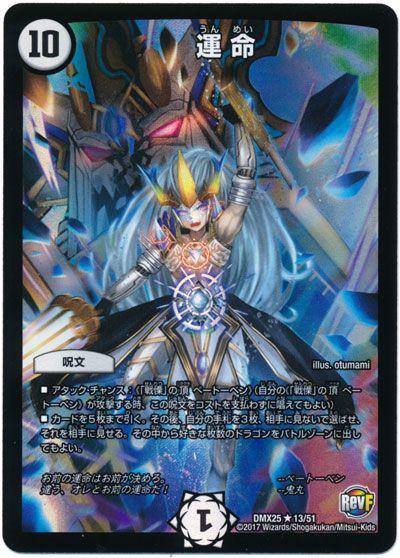 10
うん めい
運命
呪文
illus. otumami
■ アタック・チャンス：《「戦慄」の頂 ベートーベン》（自分の《「戦慄」の頂 ベー
トーベン》が攻撃する時、この呪文をコストを支払わずに唱えてもよい）
■ カードを5枚まで引く。その後、自分の手札を3枚、相手に見ないで選ばせ、
それを相手に見せる。その中から好きな枚数のドラゴンをバトルゾーンに出し
てもよい。
お前の運命はお前が決めろ。 --ベートーベン
違う、オレとお前の運命だ！ --鬼丸
RevF
1
DMX25 ★ 13/51
©2017 Wizards/Shogakukan/Mitsui-Kids